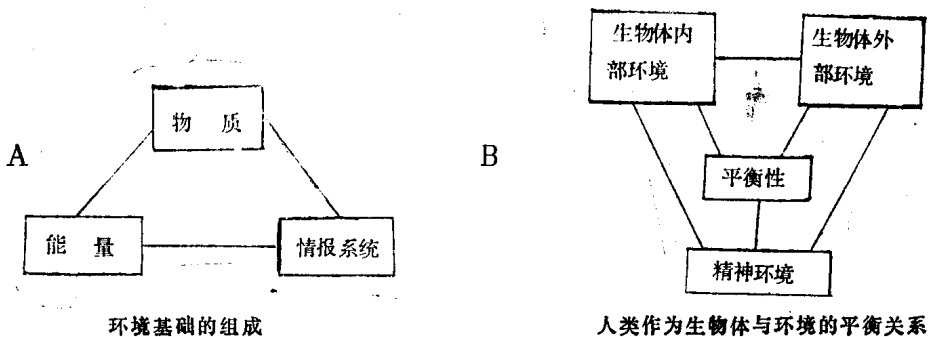 A
物 质
能 量
情报系统
环境基础的组成
B
生物体内
部环境
生物体外
部环境
平衡性
精神环境
人类作为生物体与环境的平衡关系